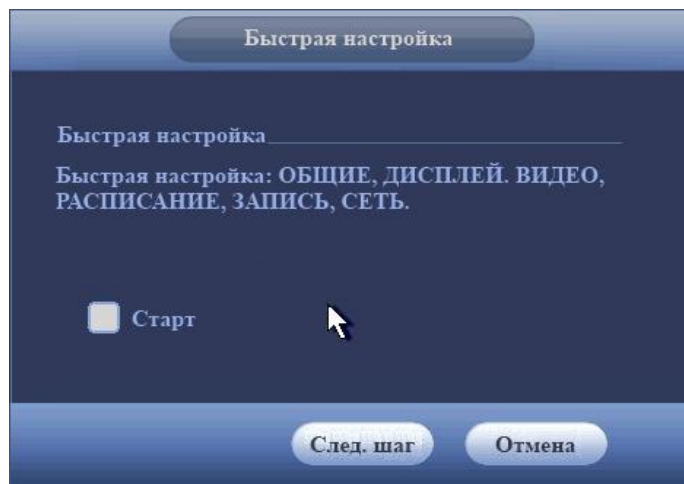 Быстрая настройка
Быстрая настройка
Быстрая настройка: ОБЩИЕ, ДИСПЛЕЙ. ВИДЕО,
РАСПИСАНИЕ, ЗАПИСЬ, СЕТЬ.
Старт
След. шаг Отмена